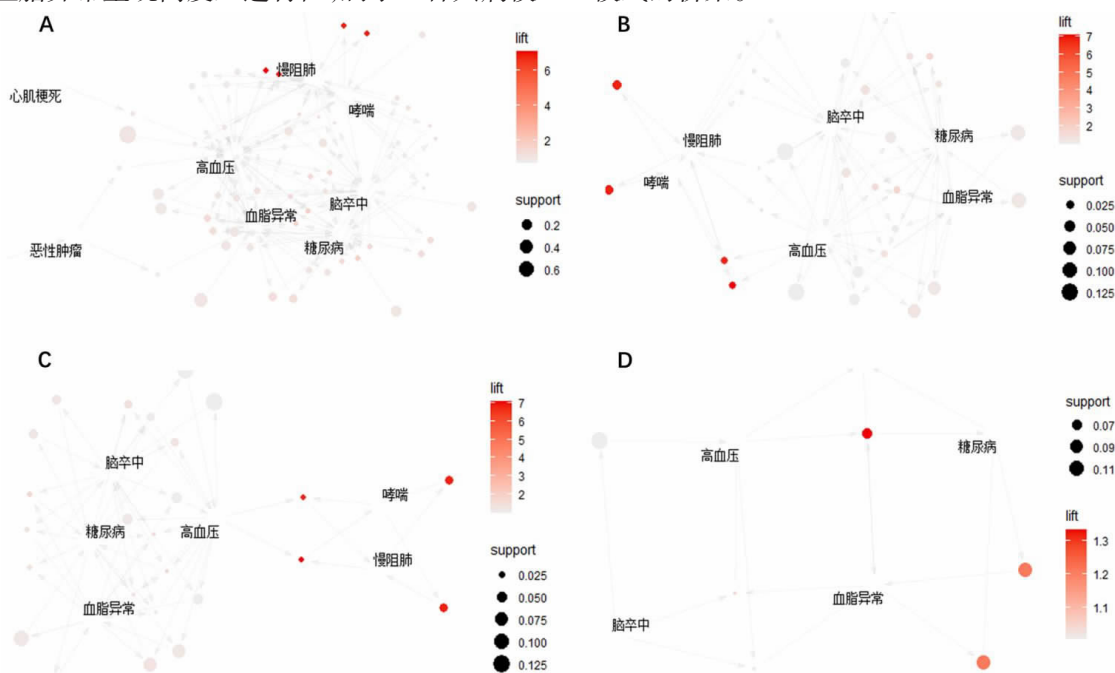 A
lift
6
4
2
support
0.2
0.4
0.6
慢阻肺
心肌梗死
哮喘
高血压
脑卒中
血脂异常
恶性肿瘤
糖尿病
B
lift
7
6
5
4
3
2
support
0.025
0.050
0.075
0.100
0.125
脑卒中
慢阻肺
糖尿病
哮喘
血脂异常
高血压
C
lift
7
6
5
4
3
2
support
0.025
0.050
0.075
0.100
0.125
脑卒中
哮喘
糖尿病
高血压
慢阻肺
血脂异常
D
support
0.07
0.09
0.11
lift
1.3
1.2
1.1
高血压
糖尿病
血脂异常
脑卒中